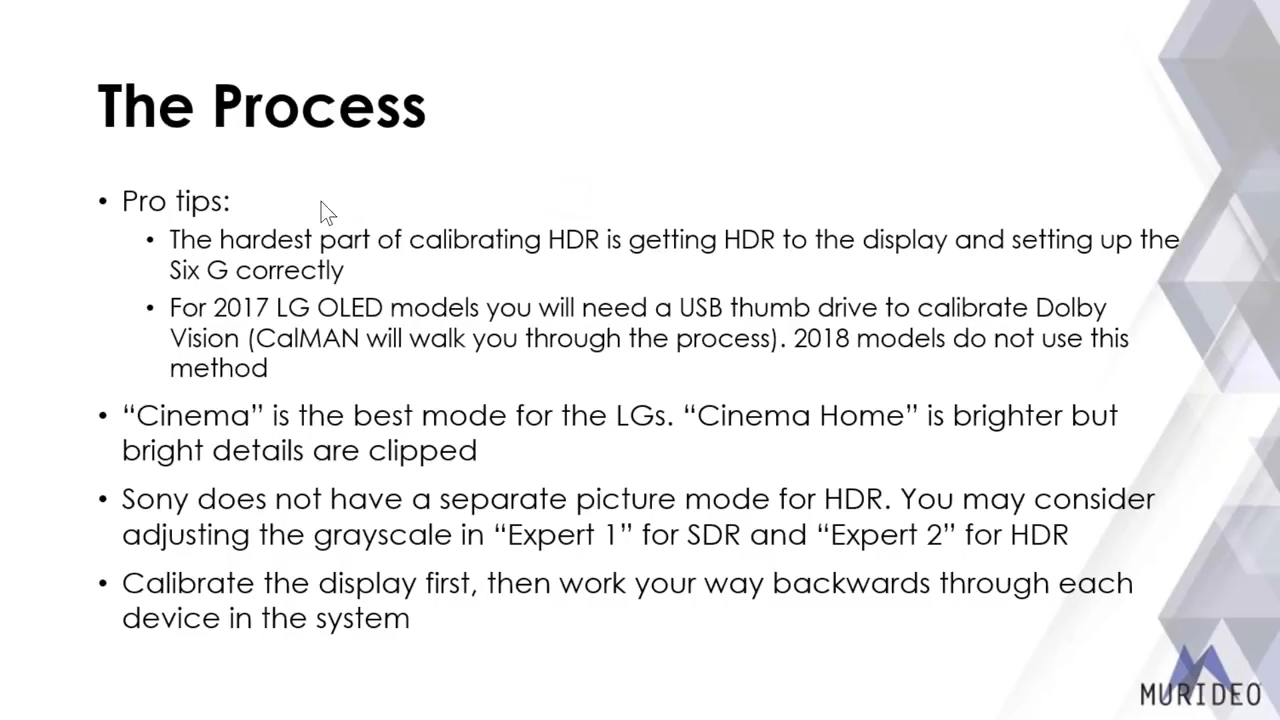 The Process
• Pro tips:
• The hardest part of calibrating HDR is getting HDR to the display and setting up the
Six G correctly
• For 2017 LG OLED models you will need a USB thumb drive to calibrate Dolby
Vision (CalMAN will walk you through the process). 2018 models do not use this
method
• “Cinema” is the best mode for the LGs. “Cinema Home” is brighter but
bright details are clipped
• Sony does not have a separate picture mode for HDR. You may consider
adjusting the grayscale in “Expert 1” for SDR and “Expert 2” for HDR
• Calibrate the display first, then work your way backwards through each
device in the system
MURIDEO